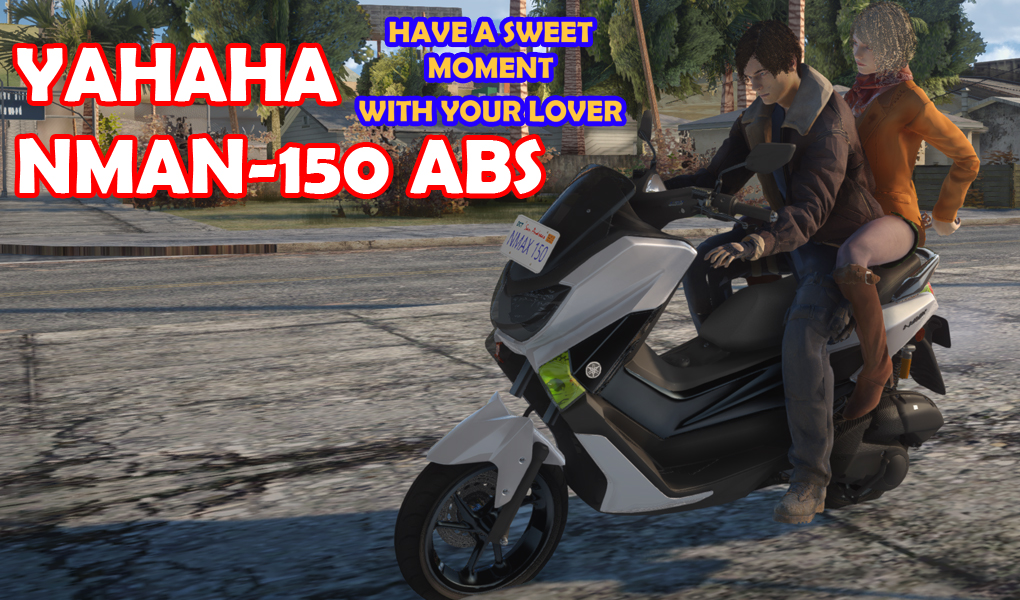 YAHAHA
NMAN-150 ABS
HAVE A SWEET
MOMENT
WITH YOUR LOVER
NMAX 150